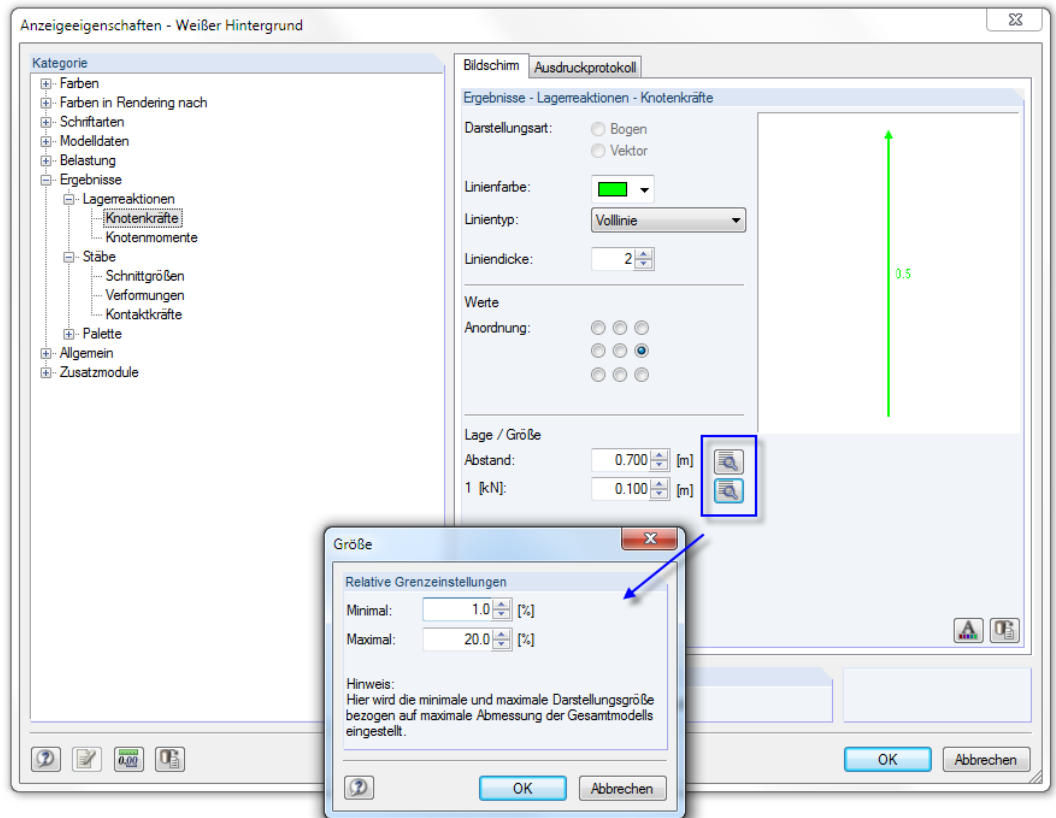 Anzeigeeigenschaften - Weißer Hintergrund
Kategorie
Farben
Farben in Rendering nach
Schriftarten
Modelldaten
Belastung
Ergebnisse
Lagerreaktionen
Knotenkräfte
Knotenmomente
Stäbe
Schnittgrößen
Verformungen
Kontaktkräfte
Palette
Allgemein
Zusatzmodule
Bildschirm Ausdruckprotokoll
Ergebnisse - Lagerreaktionen - Knotenkräfte
Darstellungsart: Bogen
Vektor
Linienfarbe:
Linientyp: Volllinie
Liniendicke: 2
0.5
Werte
Anordnung:
Lage / Größe
Abstand: 0.700 [m]
1 [kN]: 0.100 [m]
Größe
Relative Grenzeinstellungen
Minimal: 1.0 [%]
Maximal: 20.0 [%]
Hinweis:
Hier wird die minimale und maximale Darstellungsgröße
bezogen auf maximale Abmessung der Gesamtmodells
eingestellt.
OK Abbrechen
0.00
OK Abbrechen